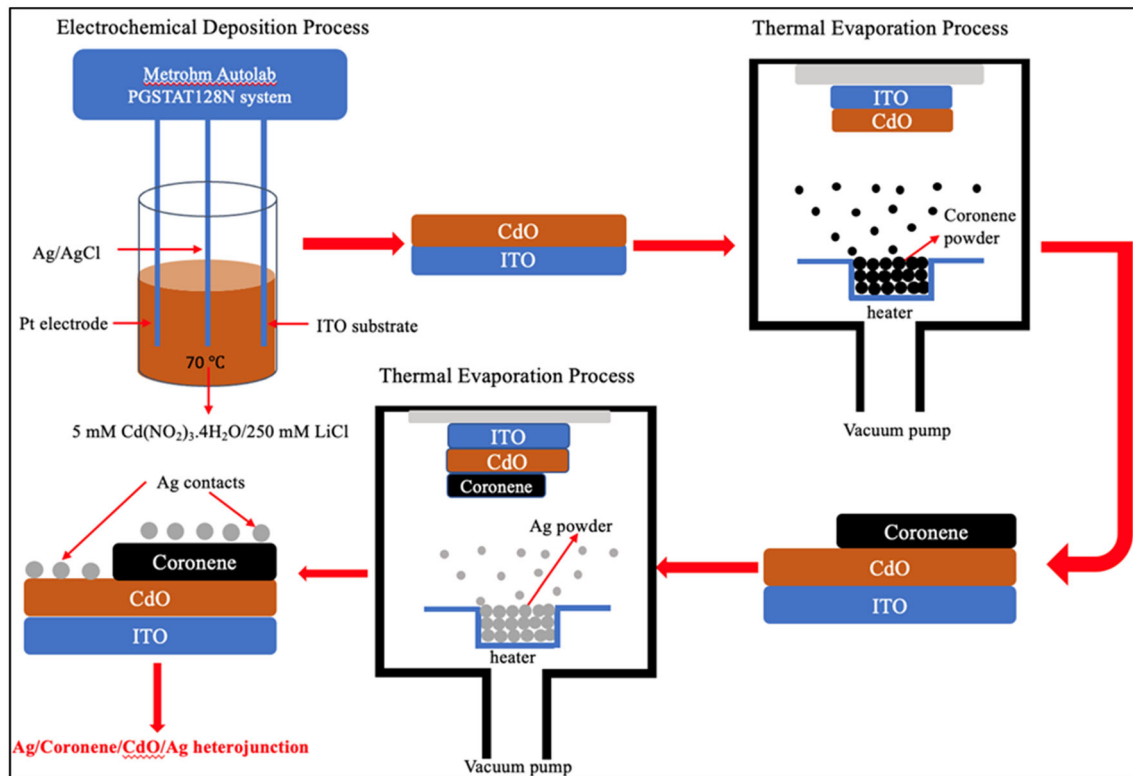 Electrochemical Deposition Process
Metrohm Autolab
PGSTAT128N system
Ag/AgCl
Pt electrode
ITO substrate
70 °C
5 mM Cd(NO₂)₃.4H₂O/250 mM LiCl
CdO
ITO
Thermal Evaporation Process
ITO
CdO
Coronene
powder
heater
Vacuum pump
Coronene
CdO
ITO
Thermal Evaporation Process
ITO
CdO
Coronene
Ag powder
heater
Vacuum pump
Ag contacts
Coronene
CdO
ITO
Ag/Coronene/CdO/Ag heterojunction